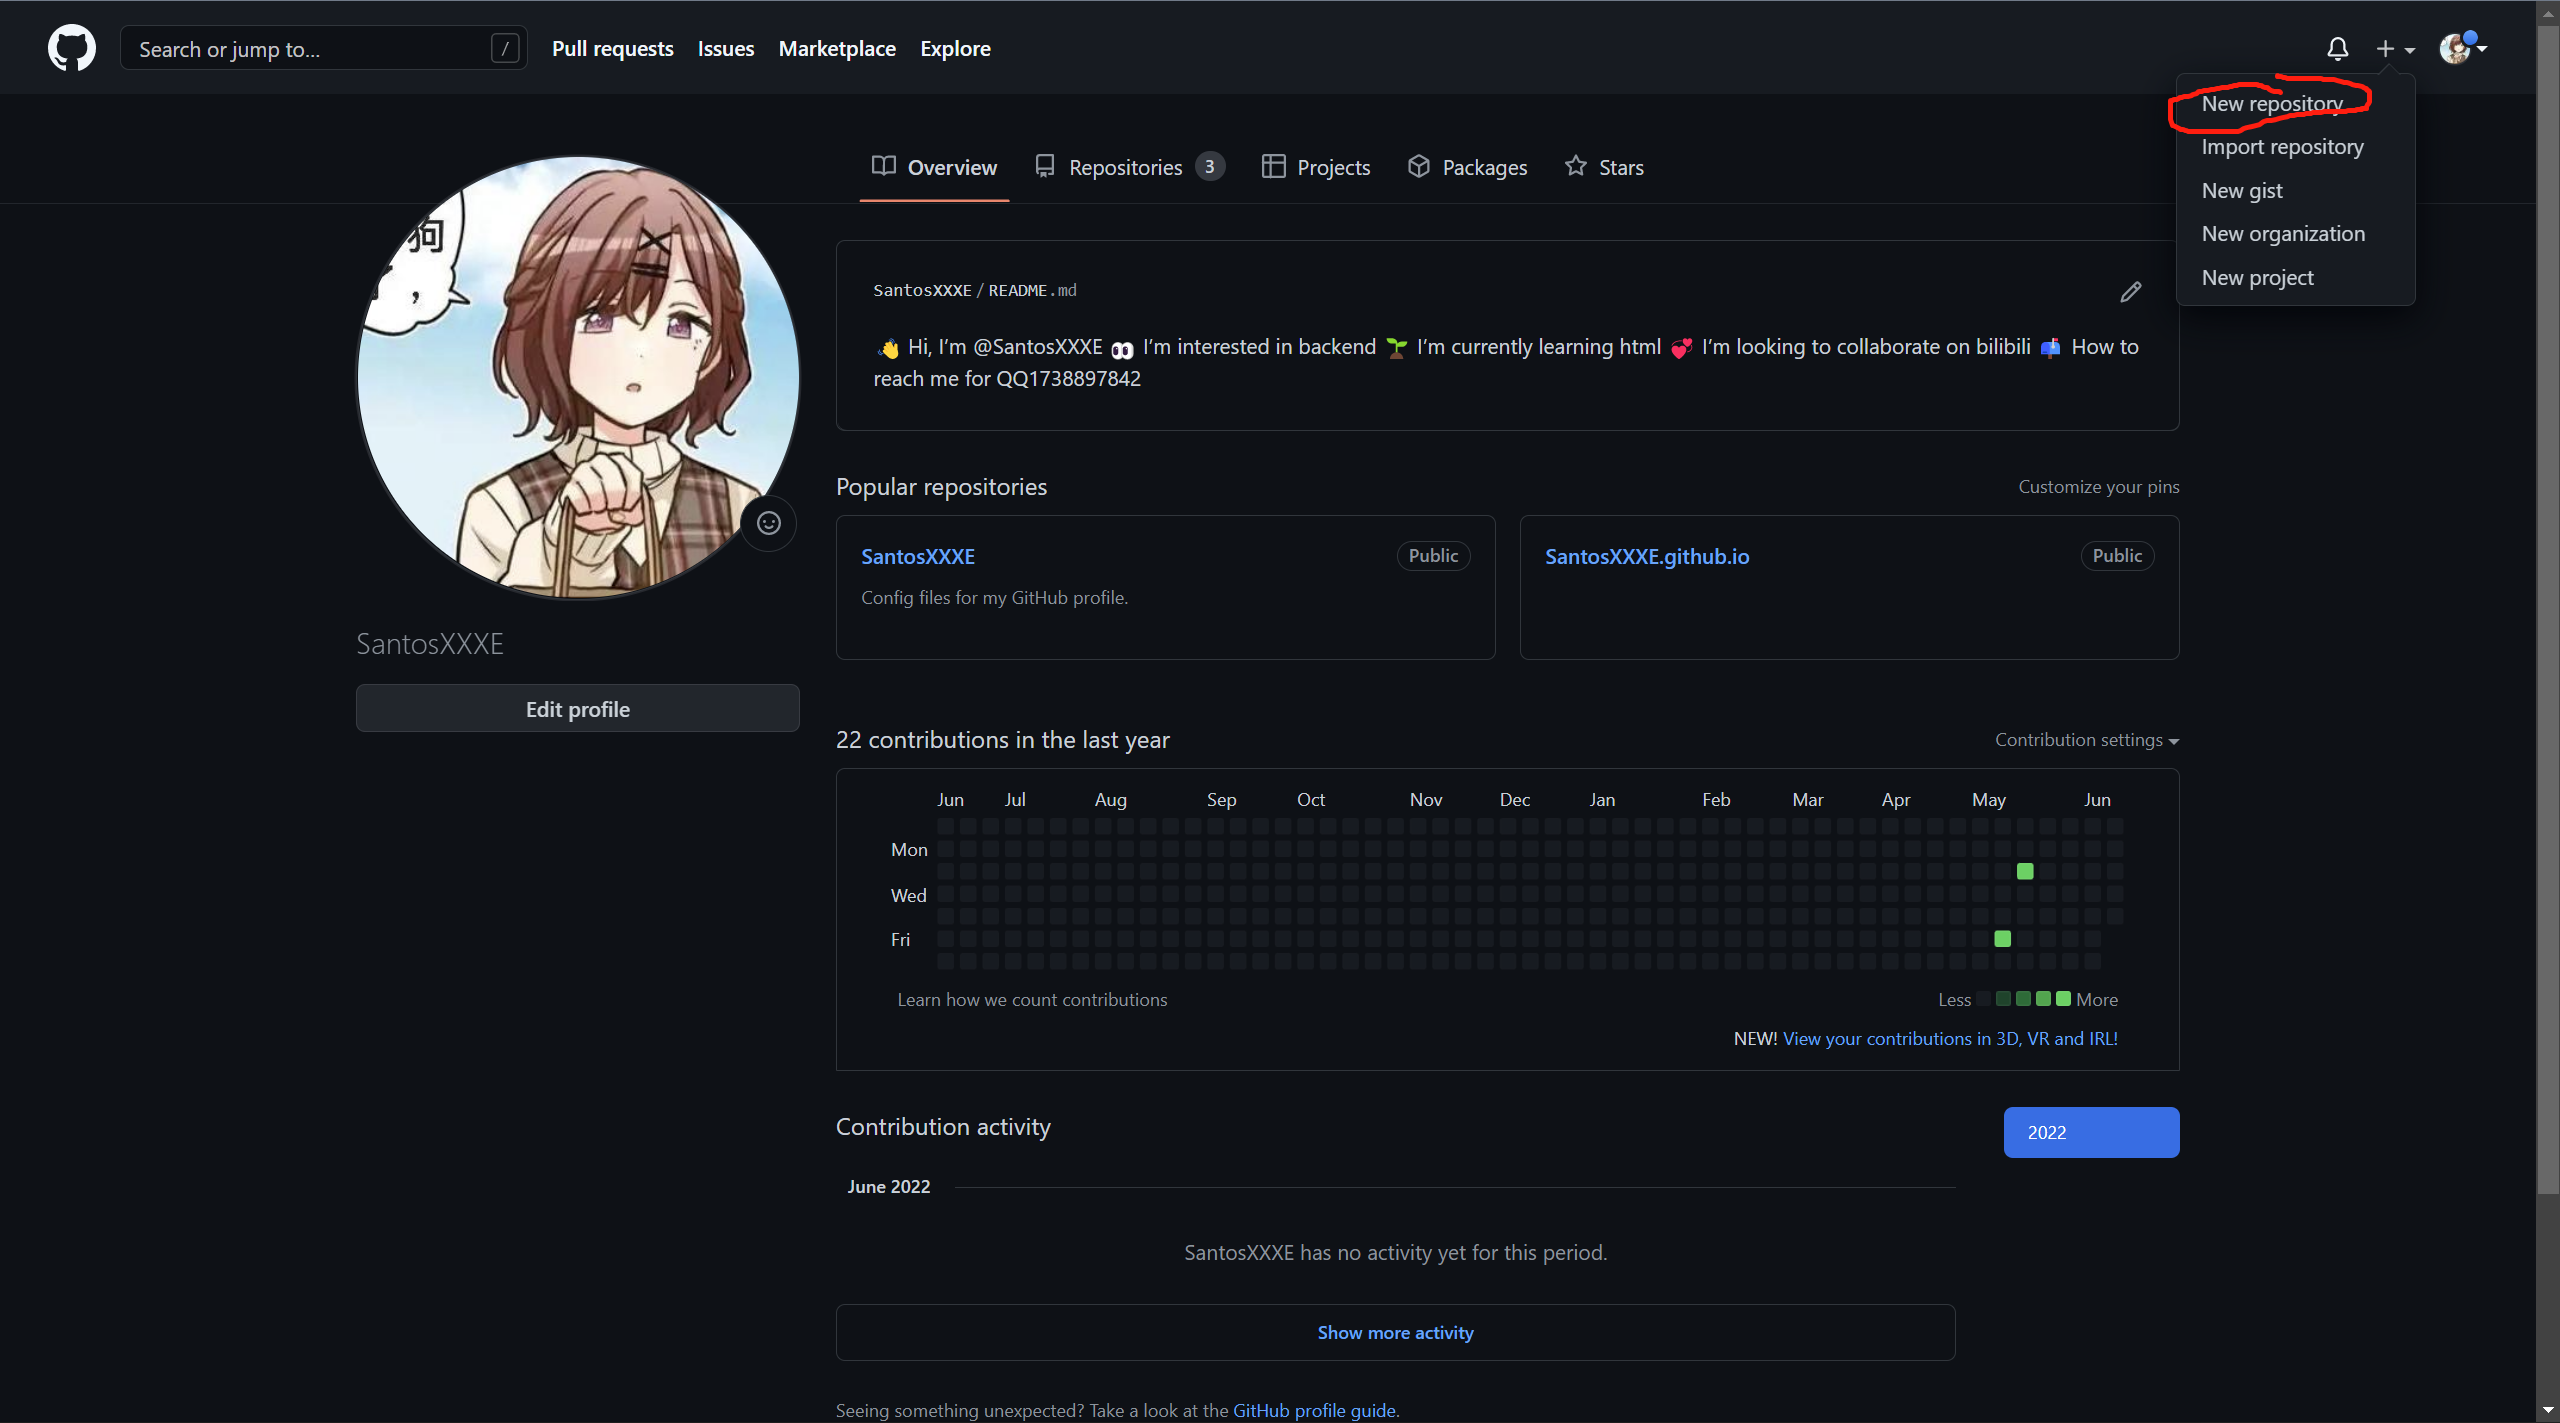 Search or jump to...
/
Pull requests
Issues
Marketplace
Explore
New repository
Import repository
New gist
New organization
New project
Overview
Repositories 3
Projects
Packages
Stars
狗
，
SantosXXXE / README.md
👋 Hi, I’m @SantosXXXE 👀 I’m interested in backend 🌱 I’m currently learning html 💞️ I’m looking to collaborate on bilibili 📫 How to
reach me for QQ1738897842
SantosXXXE
Edit profile
Popular repositories
Customize your pins
SantosXXXE
Public
Config files for my GitHub profile.
SantosXXXE.github.io
Public
22 contributions in the last year
Contribution settings
Jun Jul Aug Sep Oct Nov Dec Jan Feb Mar Apr May Jun
Mon
Wed
Fri
Learn how we count contributions
Less More
NEW! View your contributions in 3D, VR and IRL!
Contribution activity
2022
June 2022
SantosXXXE has no activity yet for this period.
Show more activity
Seeing something unexpected? Take a look at the GitHub profile guide.